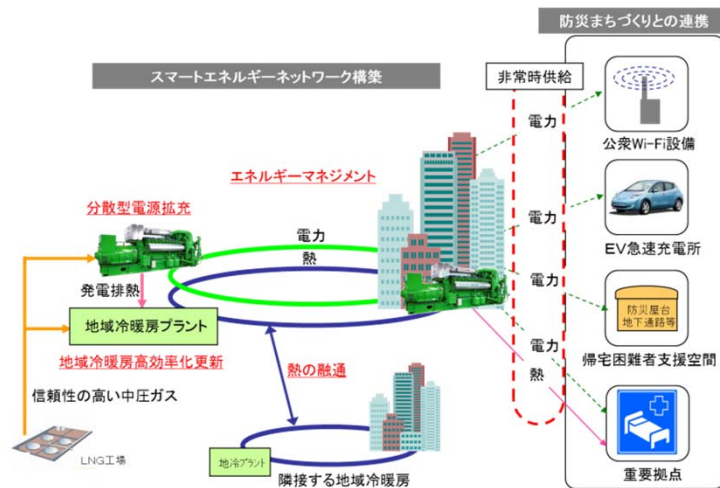 防災まちづくりとの連携
スマートエネルギーネットワーク構築
非常時供給
電力
公衆Wi-Fi設備
エネルギーマネジメント
分散型電源拡充
電力
熱
電力
EV急速充電所
発電排熱
電力
防災屋台
地下通路等
地域冷暖房プラント
帰宅困難者支援空間
地域冷暖房高効率化更新
熱の融通
電力
熱
信頼性の高い中圧ガス
LNG工場
地冷プラント
隣接する地域冷暖房
重要拠点